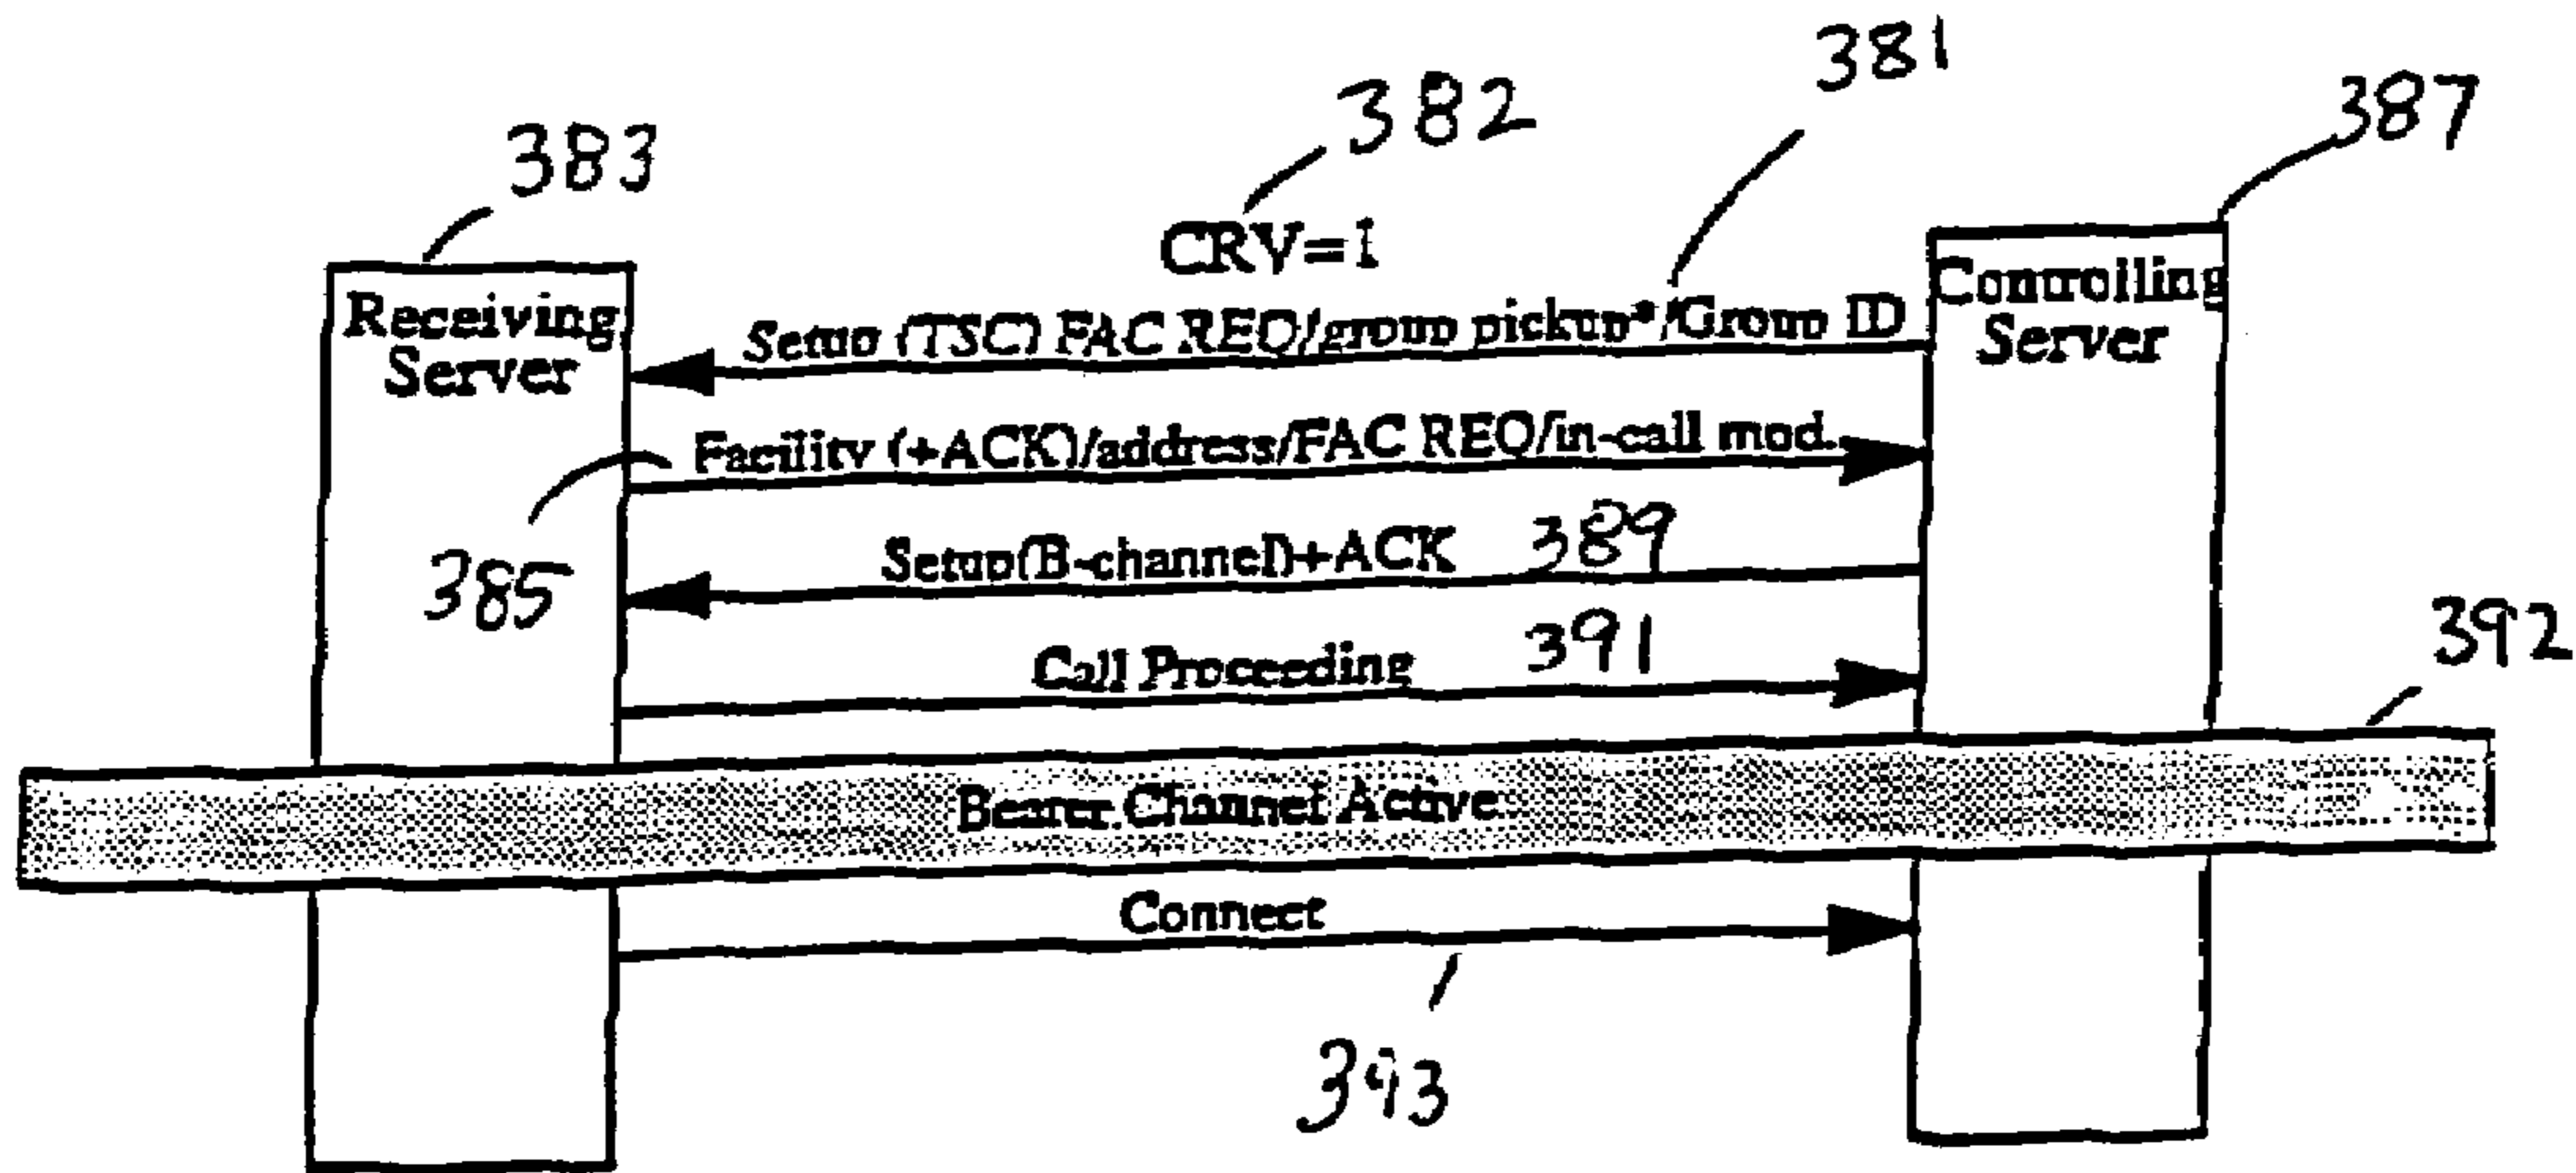 381
382
387
383
CRV=1
Receiving
Server
Controlling
Server
Setup (TSC) FAC REQ/group pickup*/Group ID
Facility (+ACK)/address/FAC REQ/in-call mod.
385
Setup(B-channel)+ACK 389
Call Proceeding 391
392
Bearer Channel Active
Connect
393